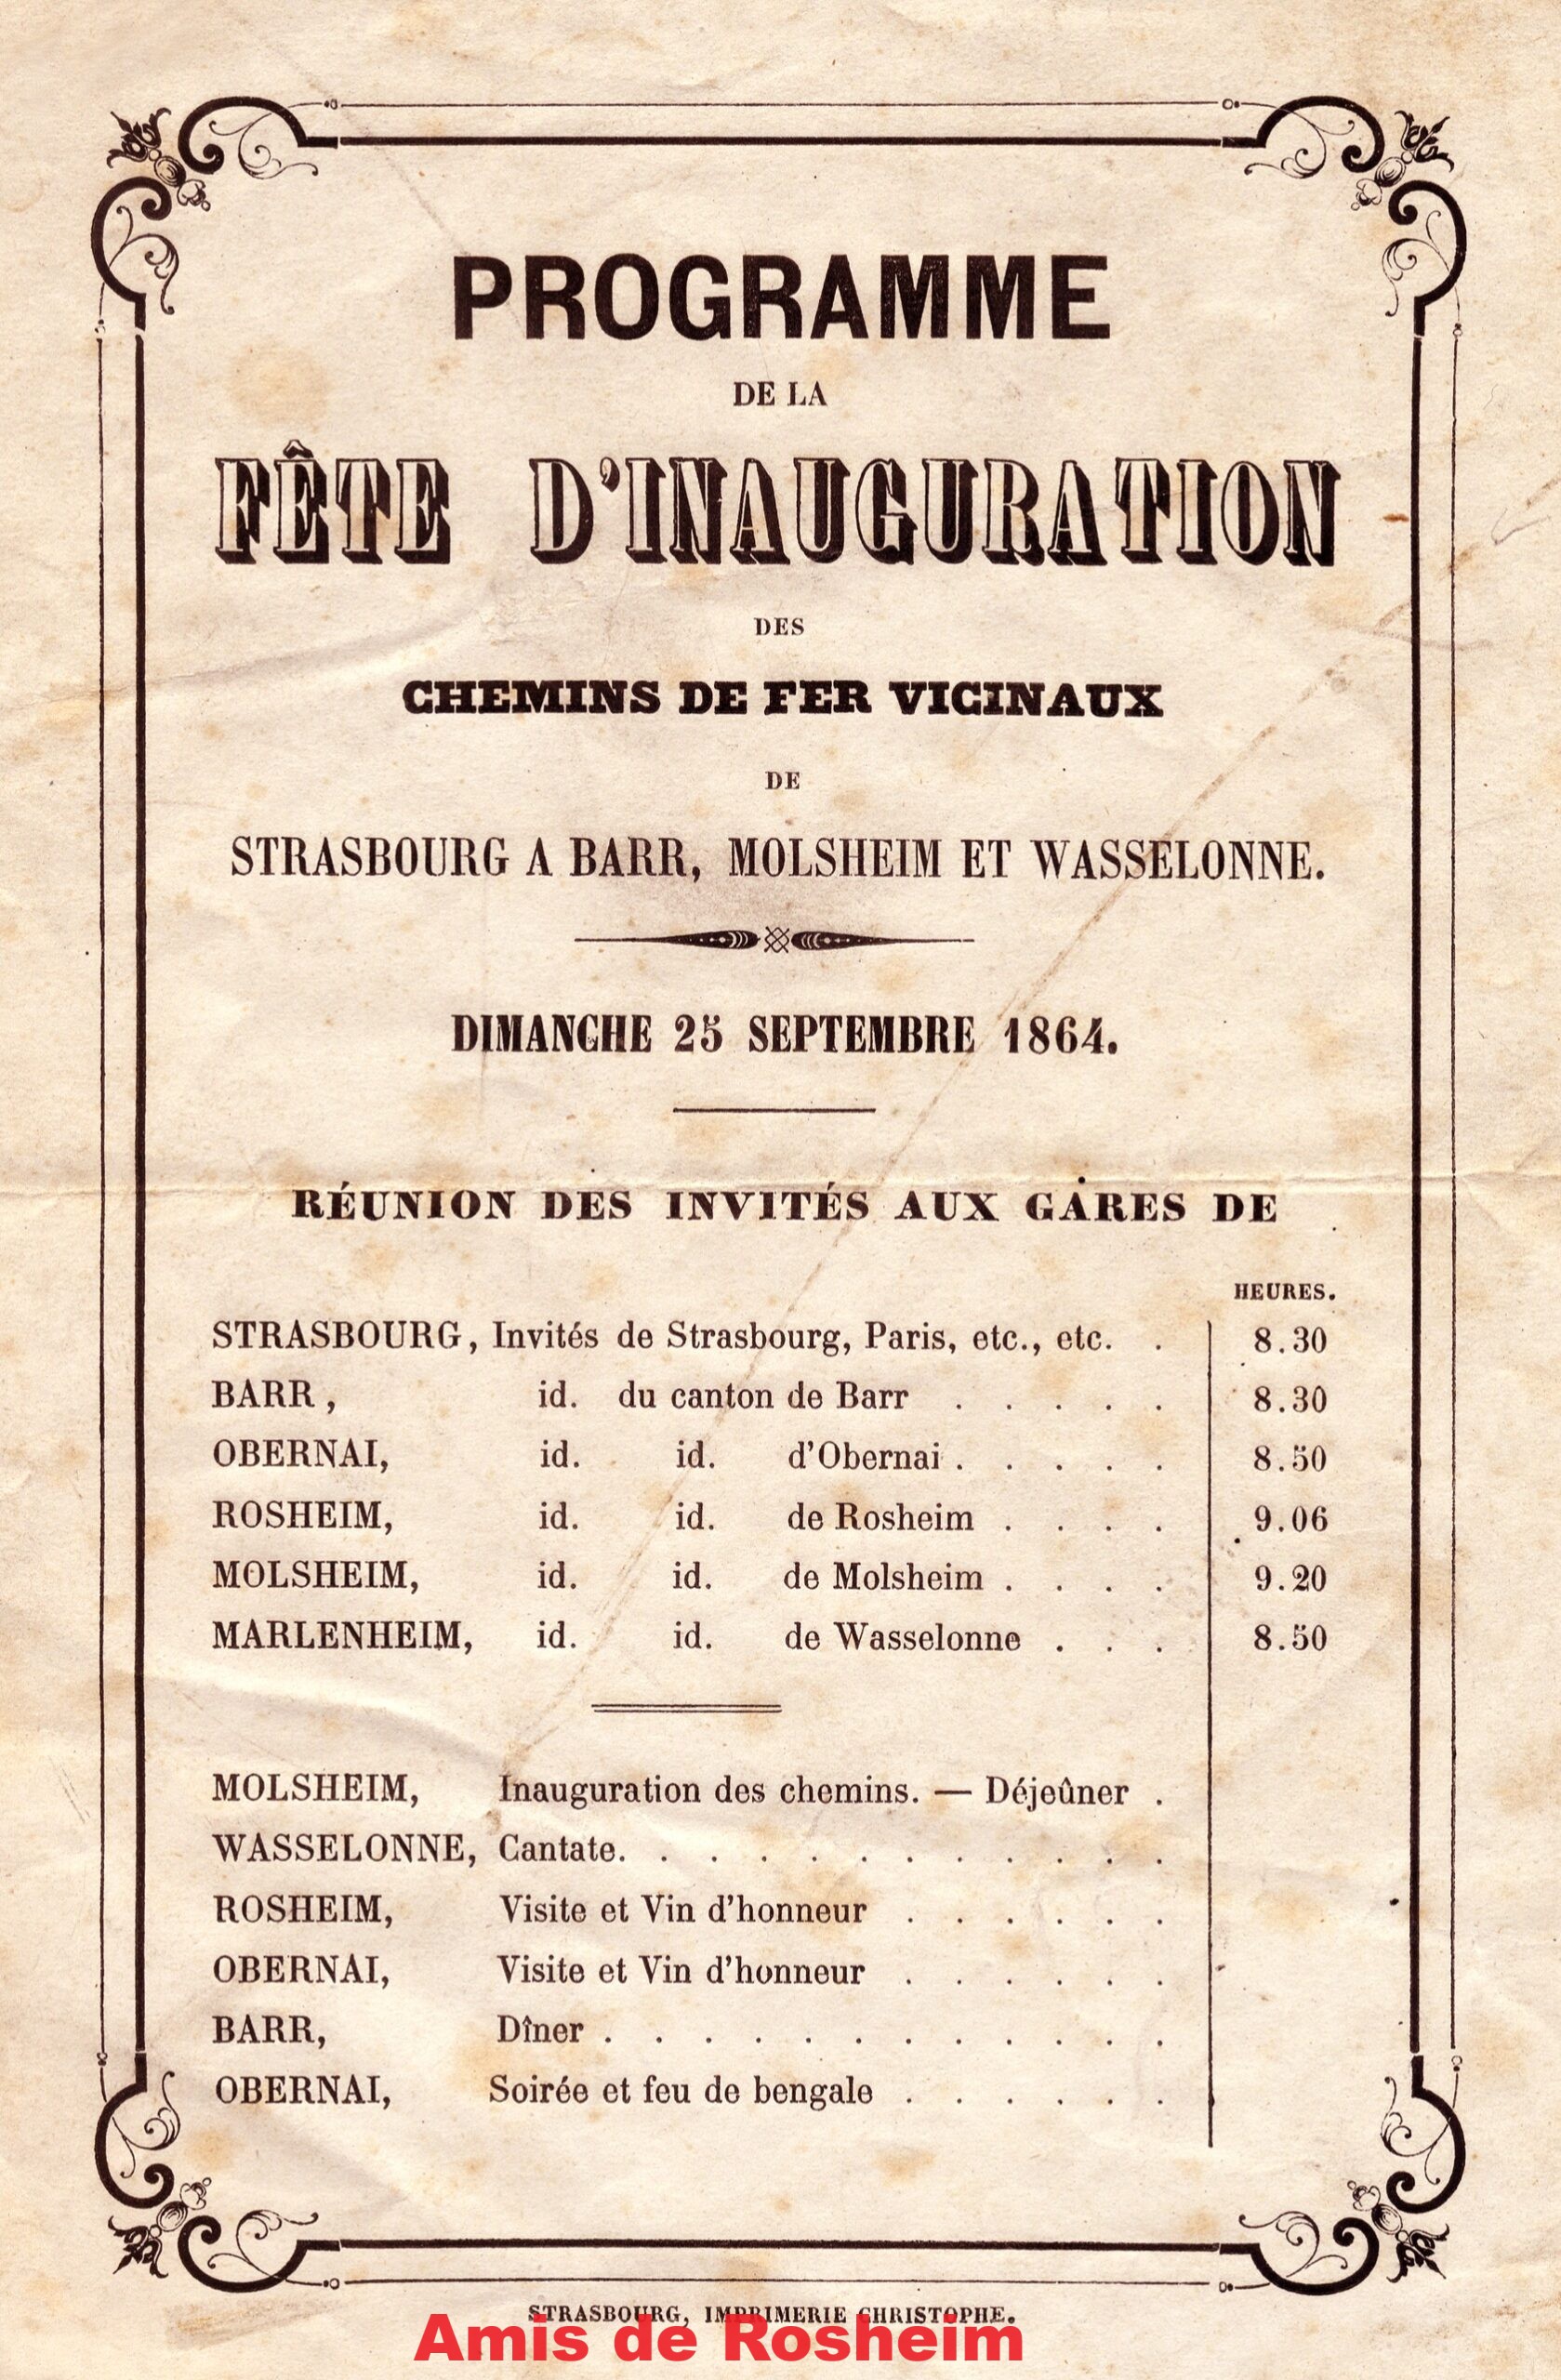 PROGRAMME
DE LA
FÊTE D'INAUGURATION
DES
CHEMINS DE FER VICINAUX
DE
STRASBOURG A BARR, MOLSHEIM ET WASSELONNE.
DIMANCHE 25 SEPTEMBRE 1864.
RÉUNION DES INVITÉS AUX GARES DE
HEURES.
STRASBOURG, Invités de Strasbourg, Paris, etc., etc. . 8.30
BARR, id. du canton de Barr . . . . . 8.30
OBERNAI, id. id. d'Obernai . . . . . 8.50
ROSHEIM, id. id. de Rosheim . . . . 9.06
MOLSHEIM, id. id. de Molsheim . . . . 9.20
MARLENHEIM, id. id. de Wasselonne . . . 8.50
MOLSHEIM, Inauguration des chemins. — Déjeûner .
WASSELONNE, Cantate. . . . . . . . . . . .
ROSHEIM, Visite et Vin d'honneur . . . . . .
OBERNAI, Visite et Vin d'honneur . . . . . .
BARR, Dîner . . . . . . . . . . . .
OBERNAI, Soirée et feu de bengale . . . . . .
STRASBOURG, IMPRIMERIE CHRISTOPHE.
Amis de Rosheim